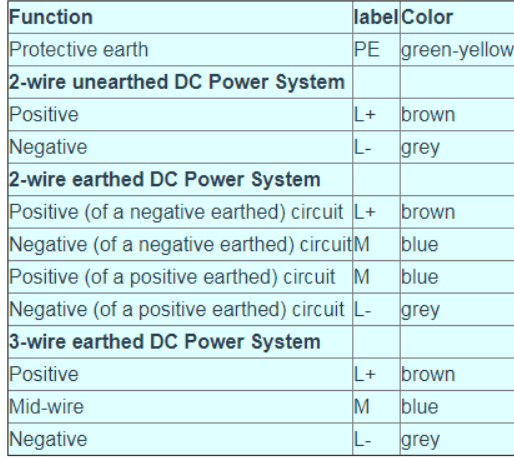 Function label Color
Protective earth PE green-yellow
2-wire unearthed DC Power System
Positive L+ brown
Negative L- grey
2-wire earthed DC Power System
Positive (of a negative earthed) circuit L+ brown
Negative (of a negative earthed) circuit M blue
Positive (of a positive earthed) circuit M blue
Negative (of a positive earthed) circuit L- grey
3-wire earthed DC Power System
Positive L+ brown
Mid-wire M blue
Negative L- grey